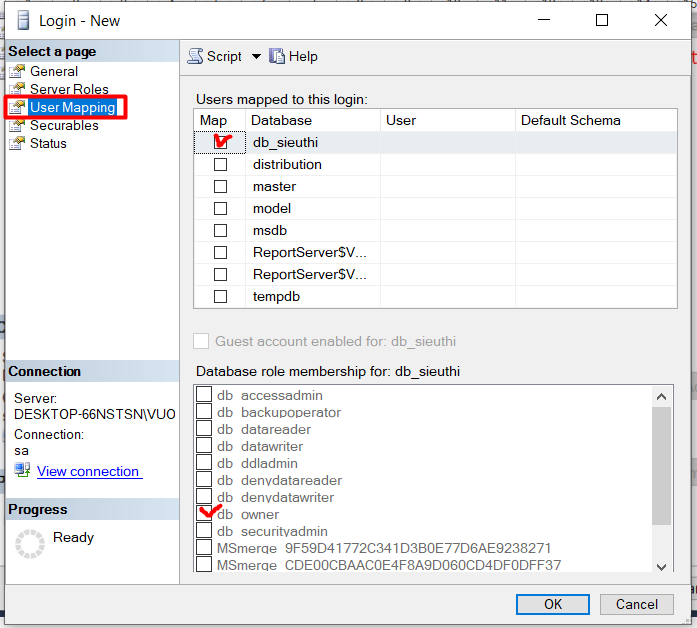 Login - New
Select a page
General
Server Roles
User Mapping
Securables
Status
Script
Help
Users mapped to this login:
Map Database User Default Schema
db_sieuthi
distribution
master
model
msdb
ReportServer$V...
ReportServer$V...
tempdb
Guest account enabled for: db_sieuthi
Database role membership for: db_sieuthi
db_accessadmin
db_backupoperator
db_datareader
db_datawriter
db_ddladmin
db_denydatareader
db_denydatawriter
db_owner
db_securityadmin
MSmerge_9F59D41772C341D3B0E77D6AE9238271
MSmerge_CDE00CBAAC0E4F8A9D060CD4DF0DFF37
Connection
Server:
DESKTOP-66NSTSN\VUO
Connection:
sa
View connection
Progress
Ready
OK
Cancel